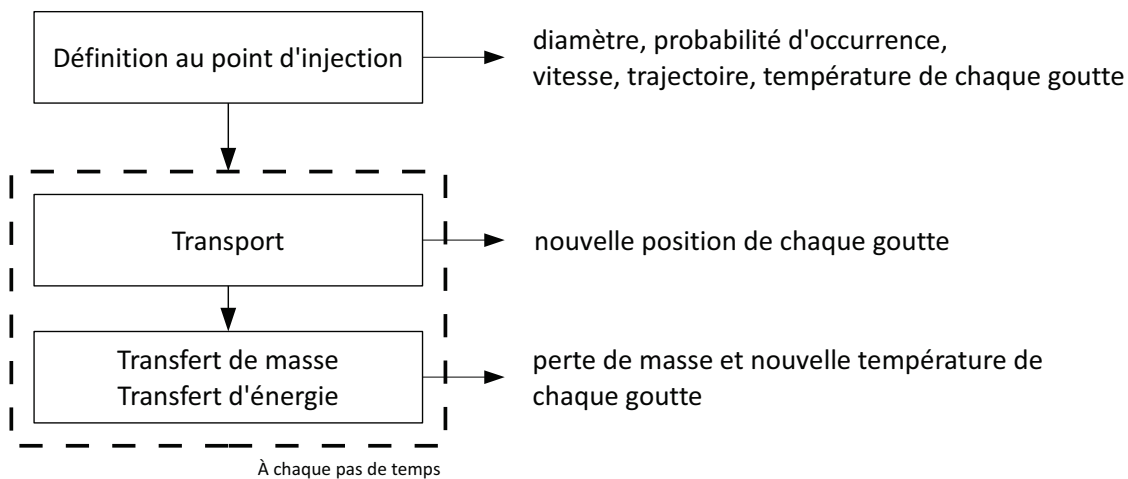 Définition au point d'injection
diamètre, probabilité d'occurrence,
vitesse, trajectoire, température de chaque goutte
Transport
nouvelle position de chaque goutte
Transfert de masse
Transfert d'énergie
perte de masse et nouvelle température de
chaque goutte
À chaque pas de temps